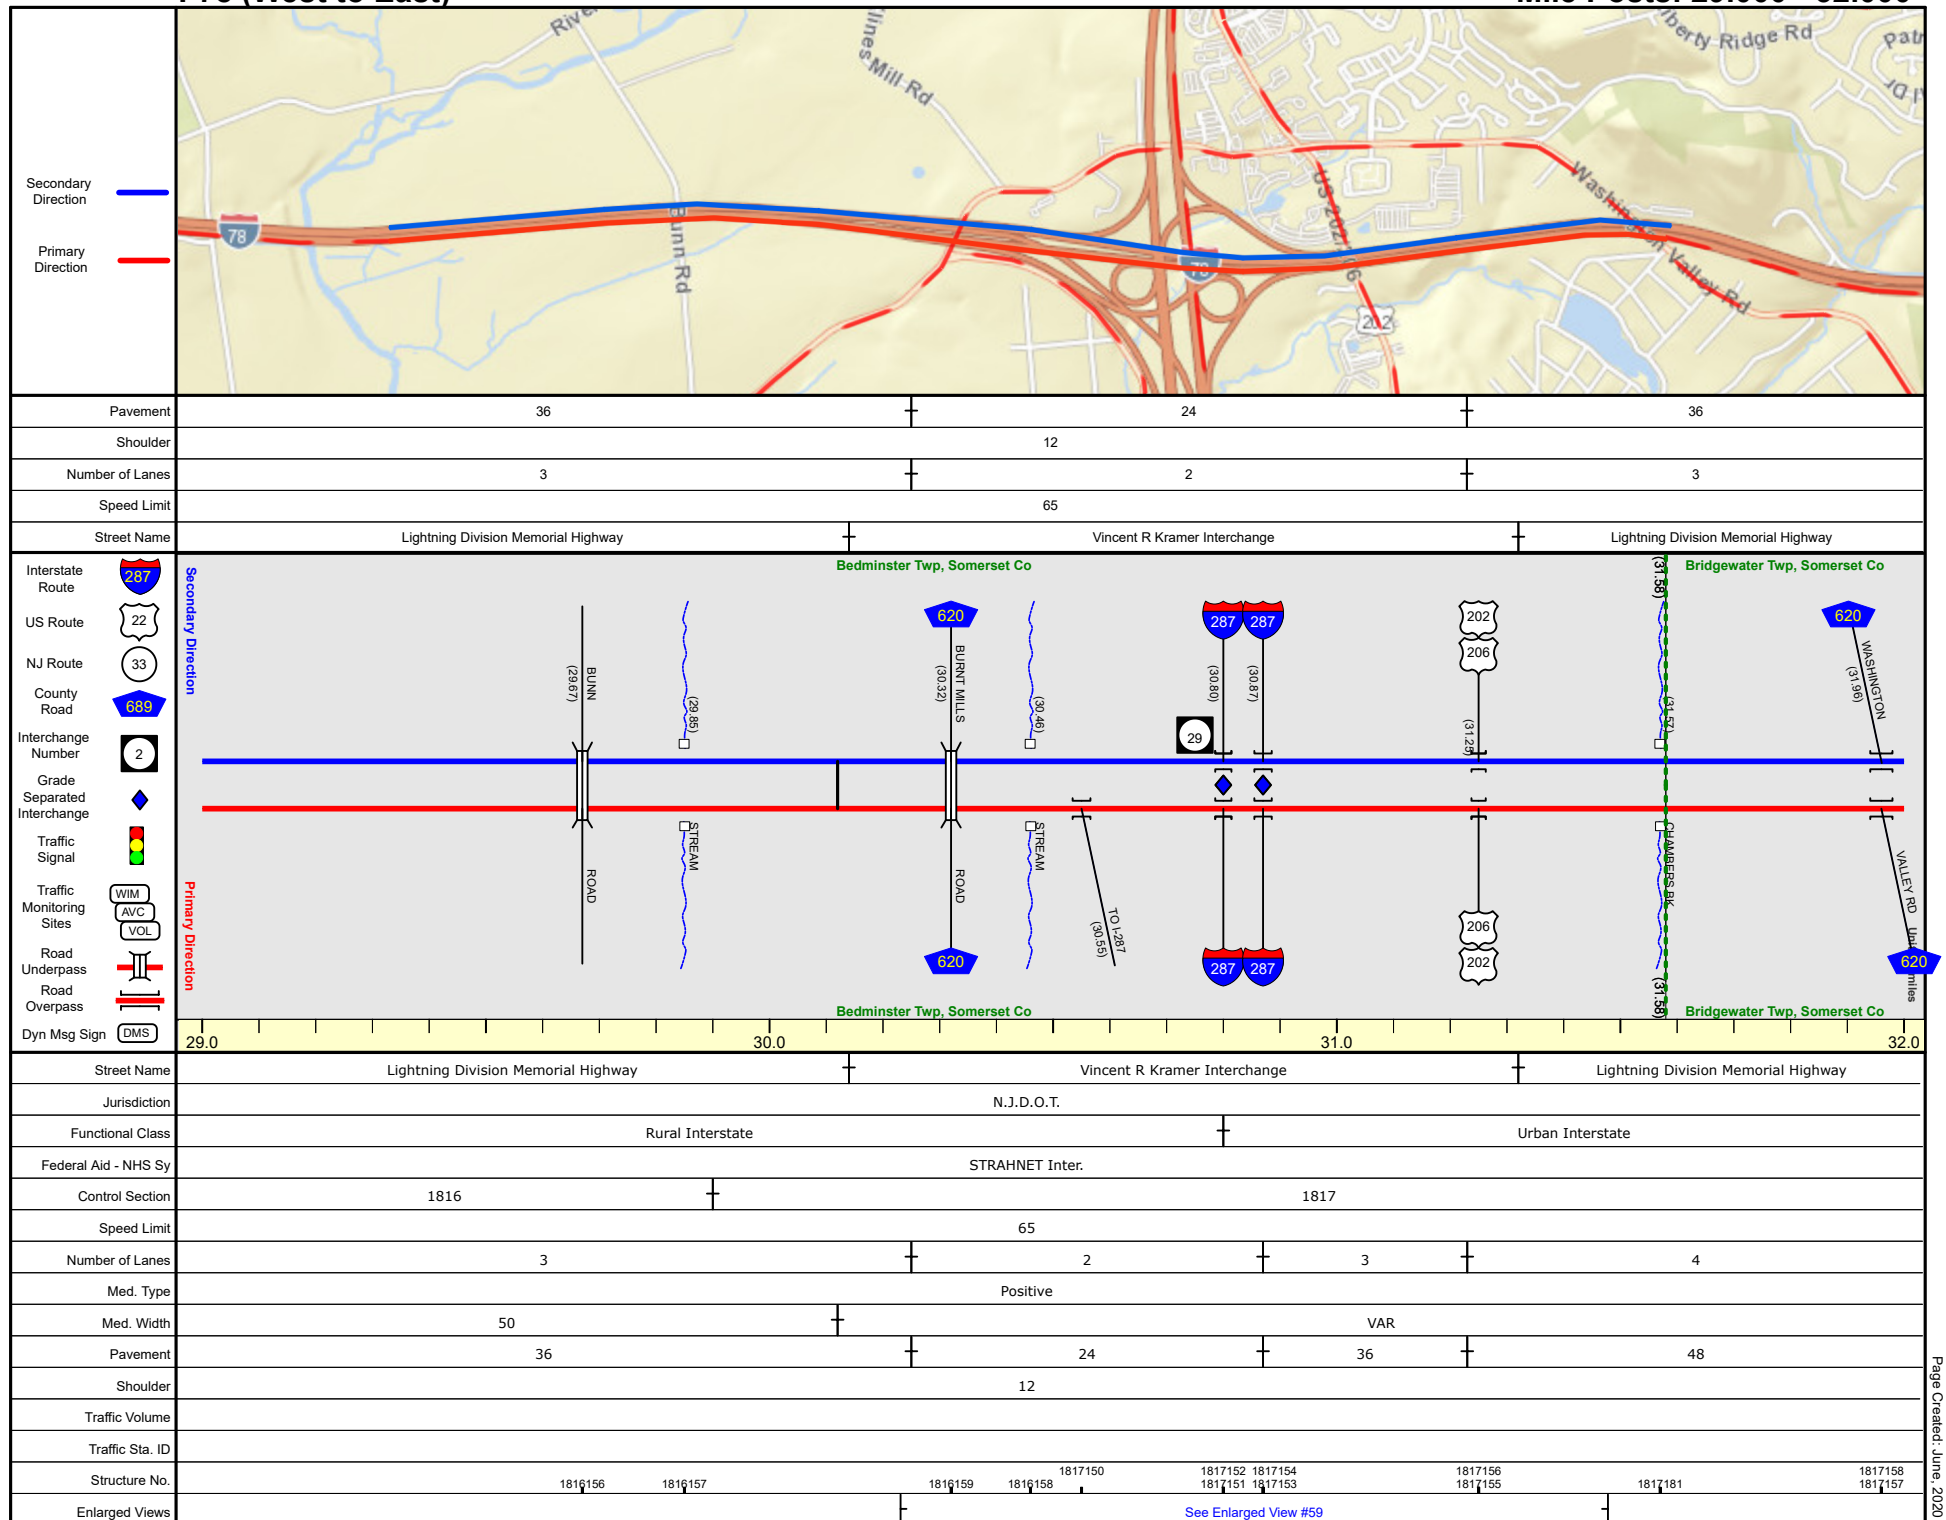 Secondary
Direction
Primary
Direction
Mill Rd
Bunn Rd
78
Washington Valley Rd
Pavement 36 24 36
Shoulder 12
Number of Lanes 3 2 3
Speed Limit 65
Street Name Lightning Division Memorial Highway Vincent R Kramer Interchange Lightning Division Memorial Highway
Interstate
Route
287
US Route
22
NJ Route
33
County
Road
689
Interchange
Number
2
Grade
Separated
Interchange
Traffic
Signal
Traffic
Monitoring
Sites
WIM
AVC
VOL
Road
Underpass
Road
Overpass
Dyn Msg Sign DMS
Secondary Direction
Primary Direction
Bedminster Twp, Somerset Co Bridgewater Twp, Somerset Co
BUNN
(29.67)
ROAD
(29.85)
STREAM
620
BURNT MILLS
(30.32)
ROAD
620
(30.46)
STREAM
TO I-287
(30.55)
29
287 287
(30.80) (30.87)
287 287
202
206
(31.25)
206
202
(31.58)
(31.57)
CHAMBERS BK
(31.58)
620
WASHINGTON
(31.96)
VALLEY RD
620
miles
Bedminster Twp, Somerset Co Bridgewater Twp, Somerset Co
29.0 30.0 31.0 32.0
Street Name Lightning Division Memorial Highway Vincent R Kramer Interchange Lightning Division Memorial Highway
Jurisdiction N.J.D.O.T.
Functional Class Rural Interstate Urban Interstate
Federal Aid - NHS Sy STRAHNET Inter.
Control Section 1816 1817
Speed Limit 65
Number of Lanes 3 2 3 4
Med. Type Positive
Med. Width 50 VAR
Pavement 36 24 36 48
Shoulder 12
Traffic Volume
Traffic Sta. ID
Structure No.
1817150 1817152 1817154 1817156 1817158
1816156 1816157 1816159 1816158 1817151 1817153 1817155 1817181 1817157
Enlarged Views See Enlarged View #59
Page Created: June, 2020